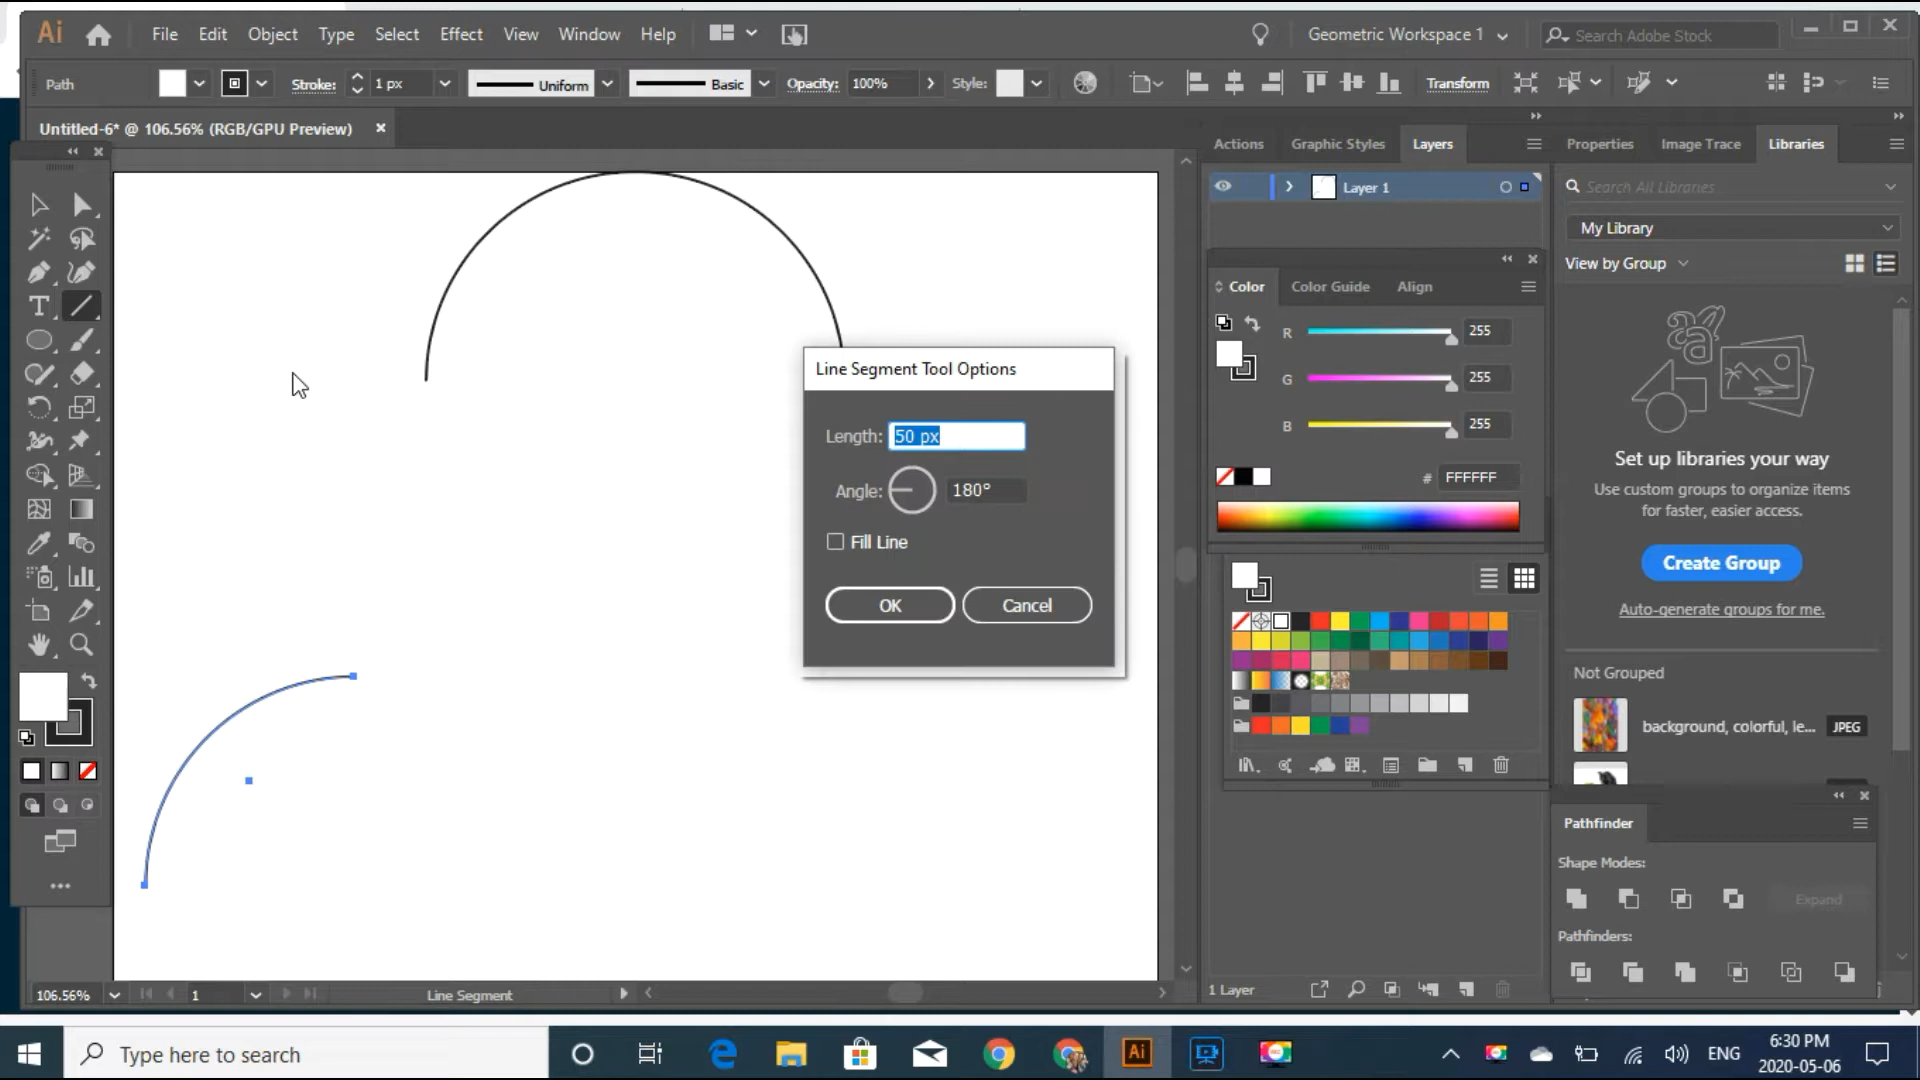 Ai File Edit Object Type Select Effect View Window Help Geometric Workspace 1 Search Adobe Stock
Path Stroke: 1 px Uniform Basic Opacity: 100% Style: Transform
Untitled-6* @ 106.56% (RGB/GPU Preview)
Actions Graphic Styles Layers Properties Image Trace Libraries
Layer 1
Search All Libraries...
My Library
View by Group
Color Color Guide Align
R 255
G 255
B 255
# FFFFFF
Line Segment Tool Options
Length: 50 px
Angle: 180°
Fill Line
OK Cancel
Set up libraries your way
Use custom groups to organize items
for faster, easier access.
Create Group
Auto-generate groups for me.
Not Grouped
background, colorful, le... JPEG
Pathfinder
Shape Modes:
Expand
Pathfinders:
106.56% 1 Line Segment
1 Layer
Type here to search
Ai
ENG
6:30 PM
2020-05-06